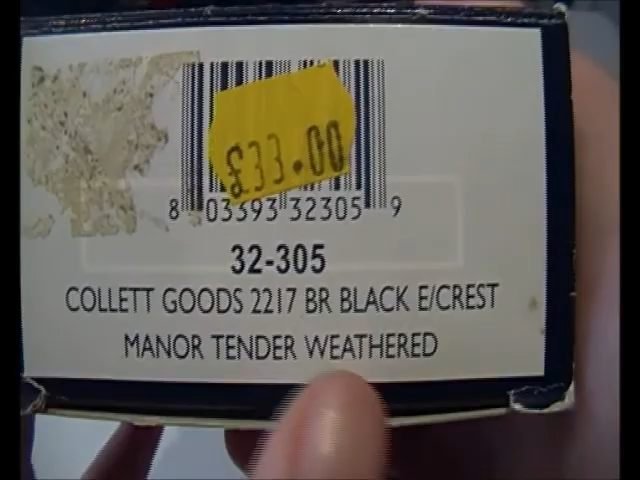 £33.00
8 03393 32305 9
32-305
COLLETT GOODS 2217 BR BLACK E/CREST
MANOR TENDER WEATHERED